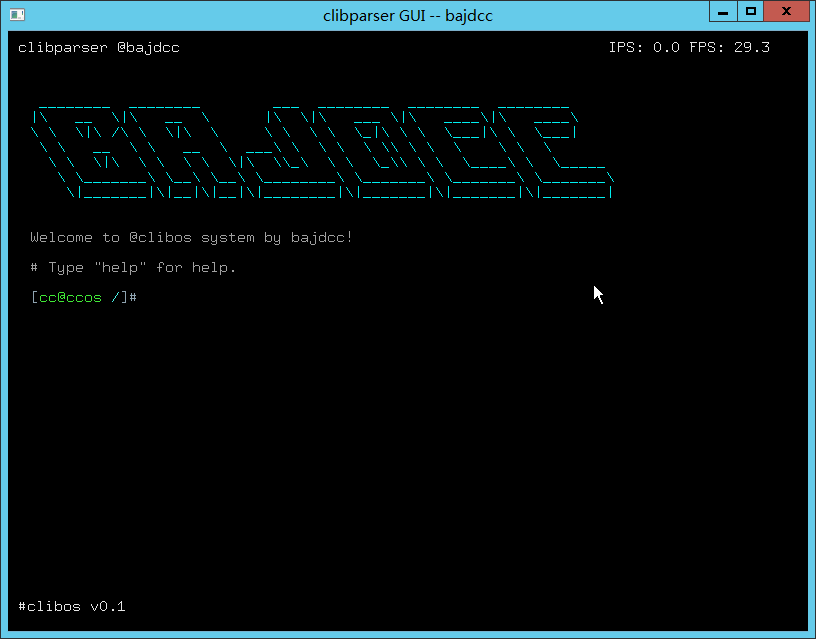 clibparser GUI -- bajdcc
clibparser @bajdcc IPS: 0.0 FPS: 29.3
BAJDCC
Welcome to @clibos system by bajdcc!
# Type "help" for help.
[cc@ccos /]#
#clibos v0.1